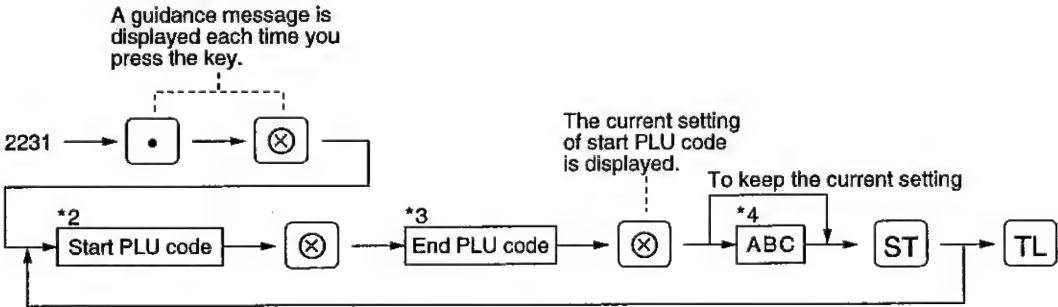 A guidance message is
displayed each time you
press the key.
2231 • ⊗
The current setting
of start PLU code
is displayed.
To keep the current setting
*2 *3 *4
Start PLU code ⊗ End PLU code ⊗ ABC ST TL